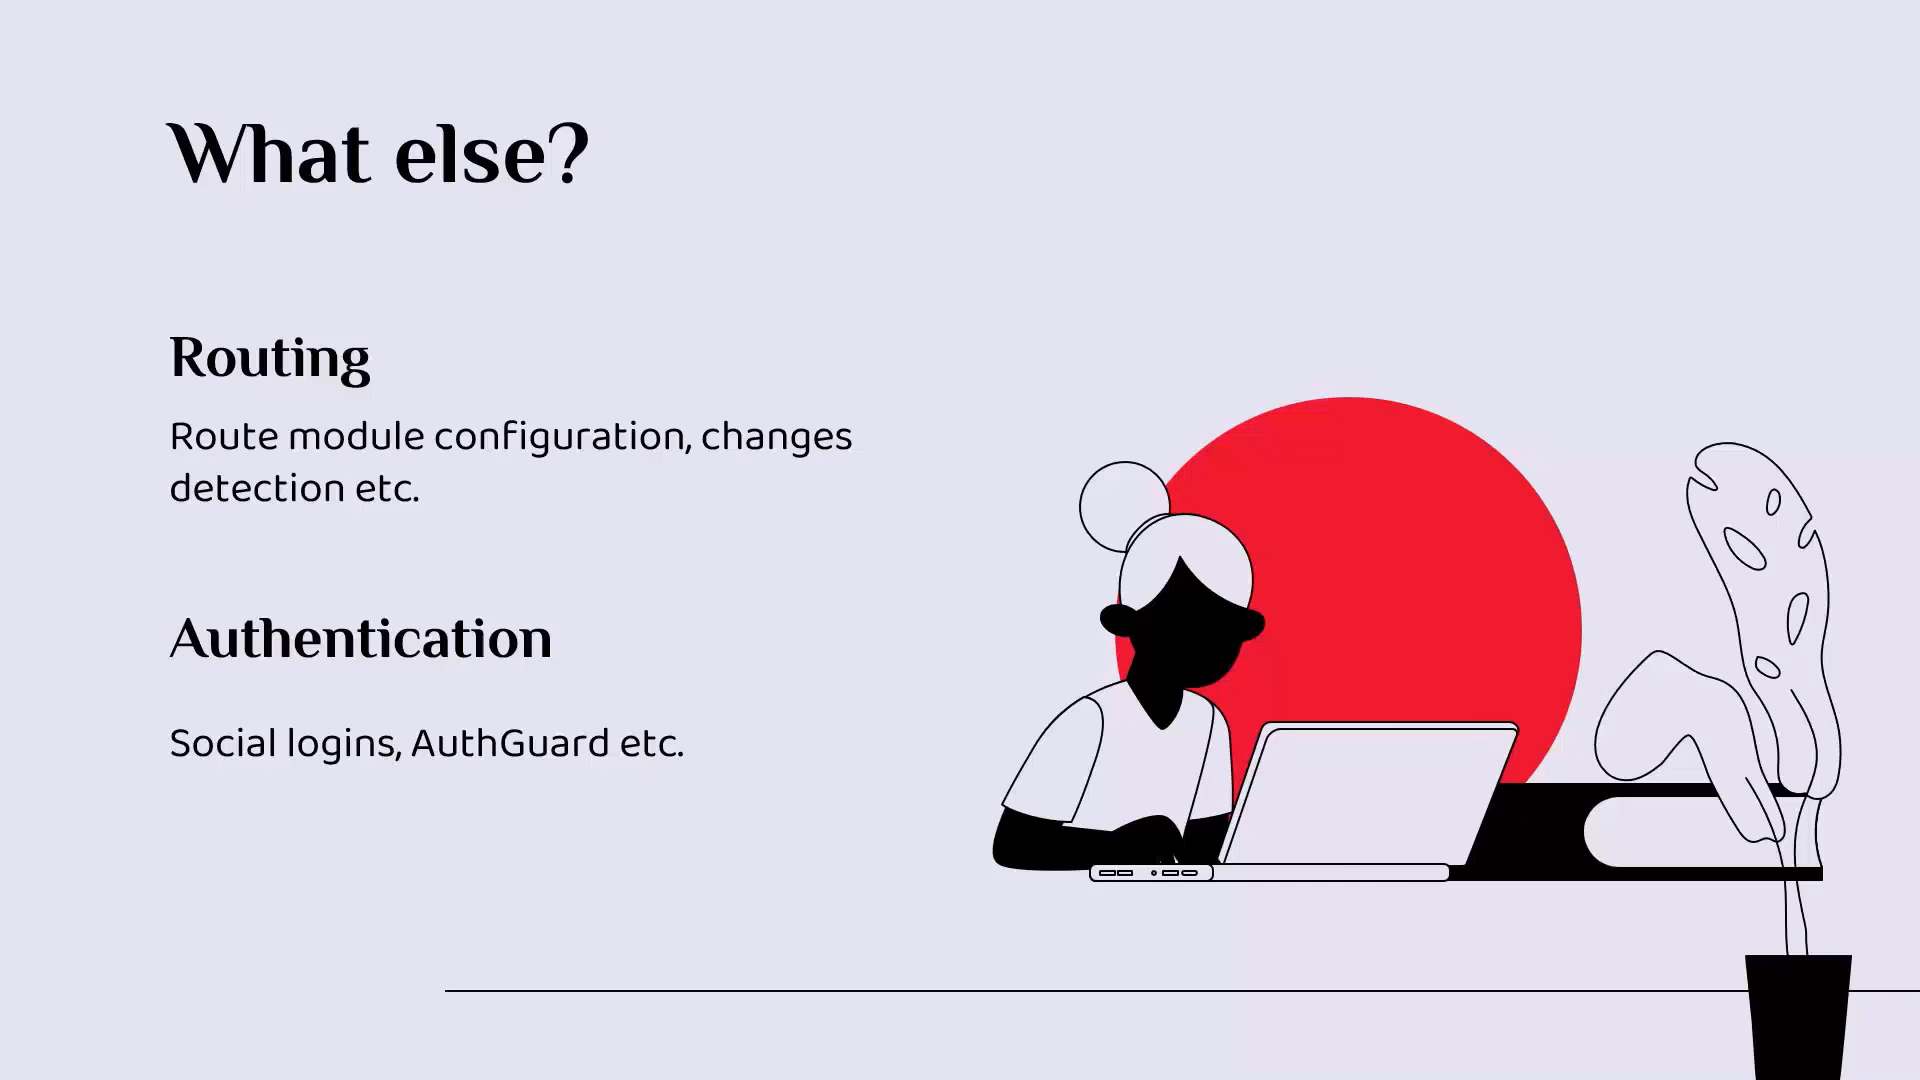 What else?
Routing
Route module configuration, changes
detection etc.
Authentication
Social logins, AuthGuard etc.